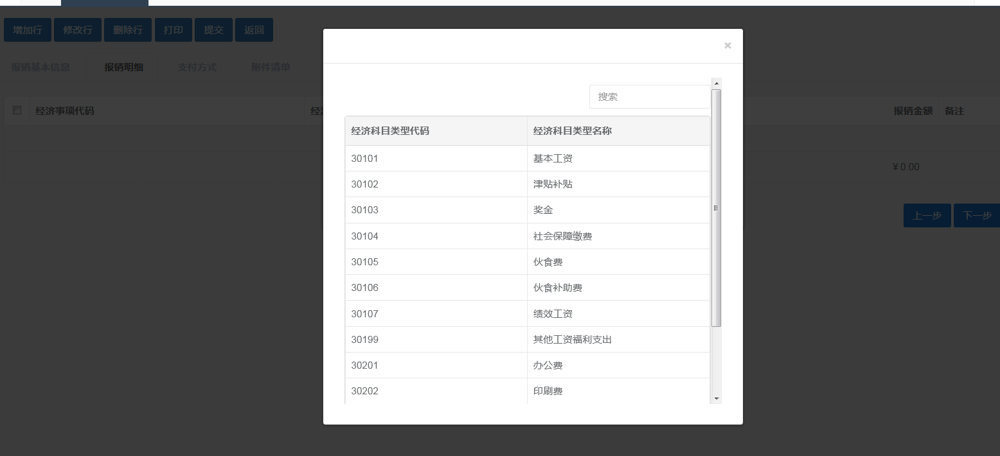 增加行 修改行 删除行 打印 提交 返回
×
报销基本信息 报销明细 支付方式 附件清单
搜索
经济事项代码 报销金额 备注
经济科目类型代码 经济科目类型名称
30101 基本工资
¥ 0.00
30102 津贴补贴
30103 奖金
上一步 下一步
30104 社会保障缴费
30105 伙食费
30106 伙食补助费
30107 绩效工资
30199 其他工资福利支出
30201 办公费
30202 印刷费